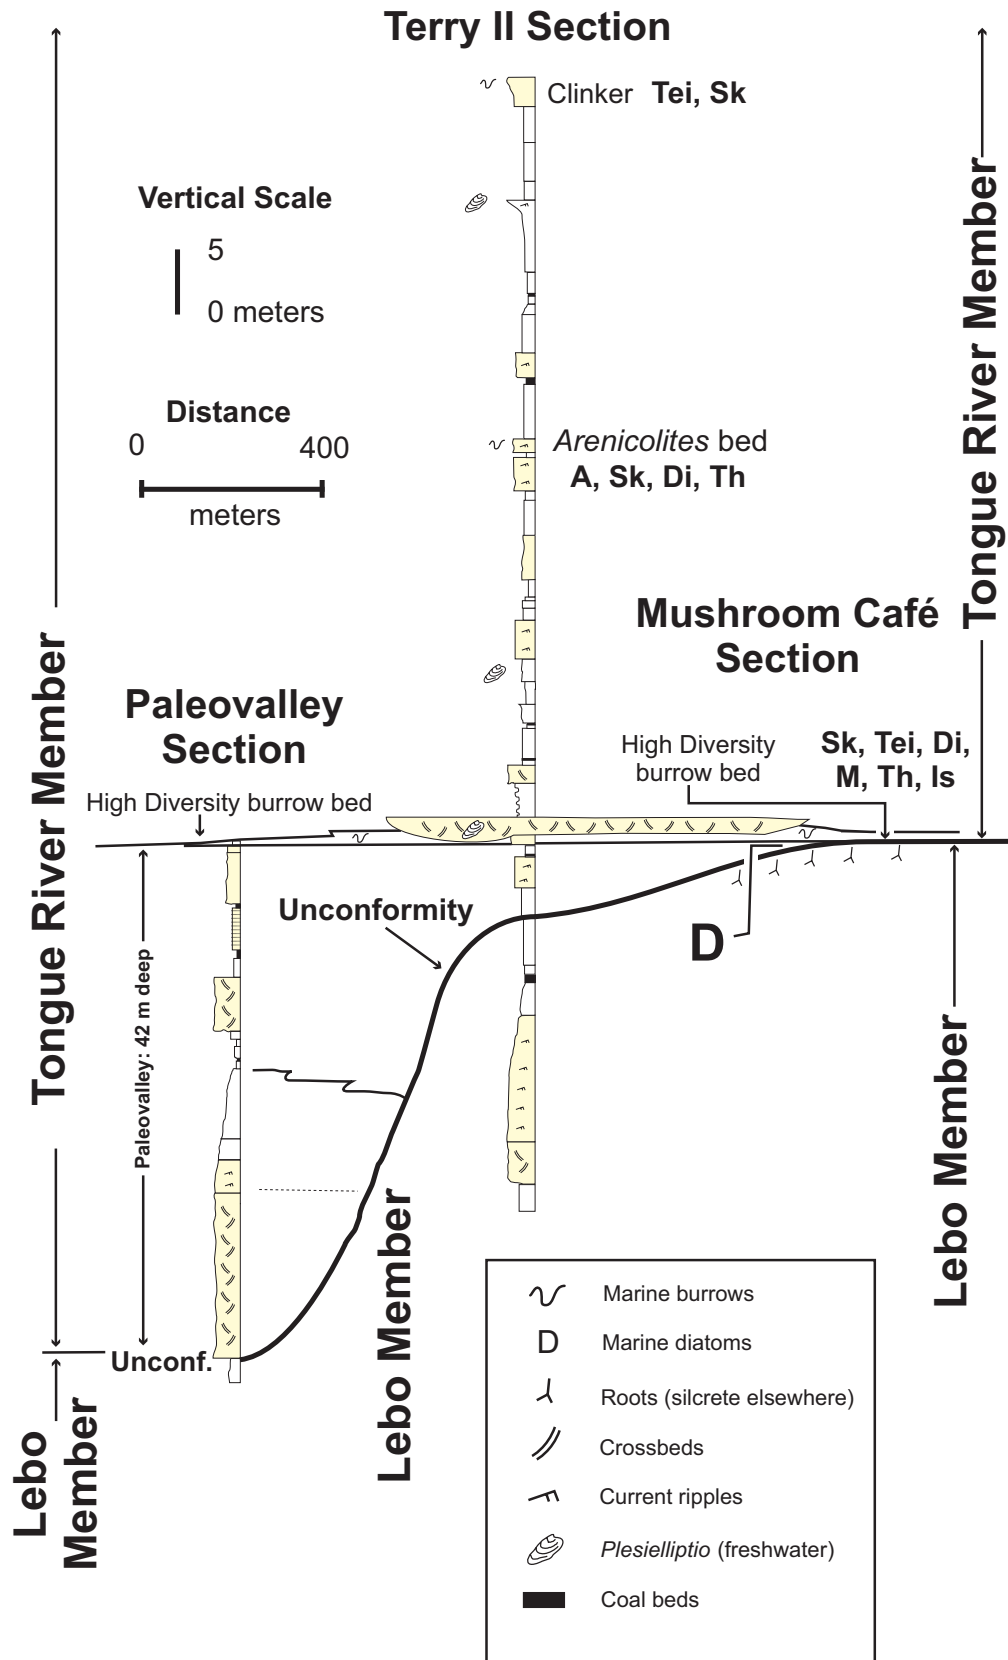 Terry II Section
Clinker Tei, Sk
Vertical Scale
5
0 meters
Distance
0 400
meters
Arenicolites bed
A, Sk, Di, Th
Tongue River Member
Mushroom Café
Section
Paleovalley
Section
High Diversity
burrow bed
Sk, Tei, Di,
M, Th, Is
High Diversity burrow bed
Tongue River Member
Unconformity
D
Paleovalley: 42 m deep
Lebo Member
Lebo Member
Unconf.
Lebo
Member
Marine burrows
D Marine diatoms
Roots (silcrete elsewhere)
Crossbeds
Current ripples
Plesielliptio (freshwater)
Coal beds